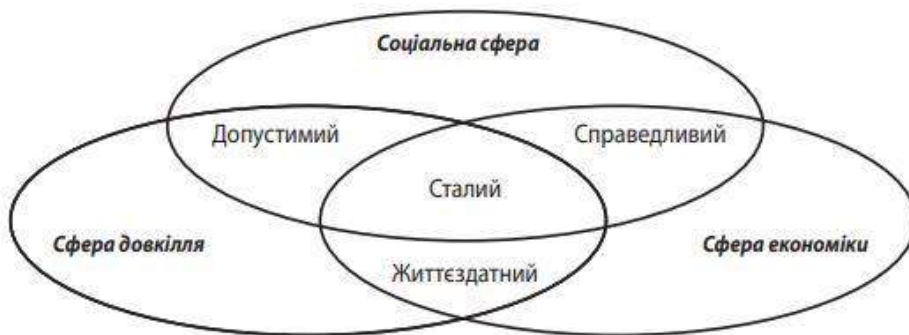 Соціальна сфера
Допустимий
Справедливий
Сталий
Сфера довкілля
Сфера економіки
Життєздатний